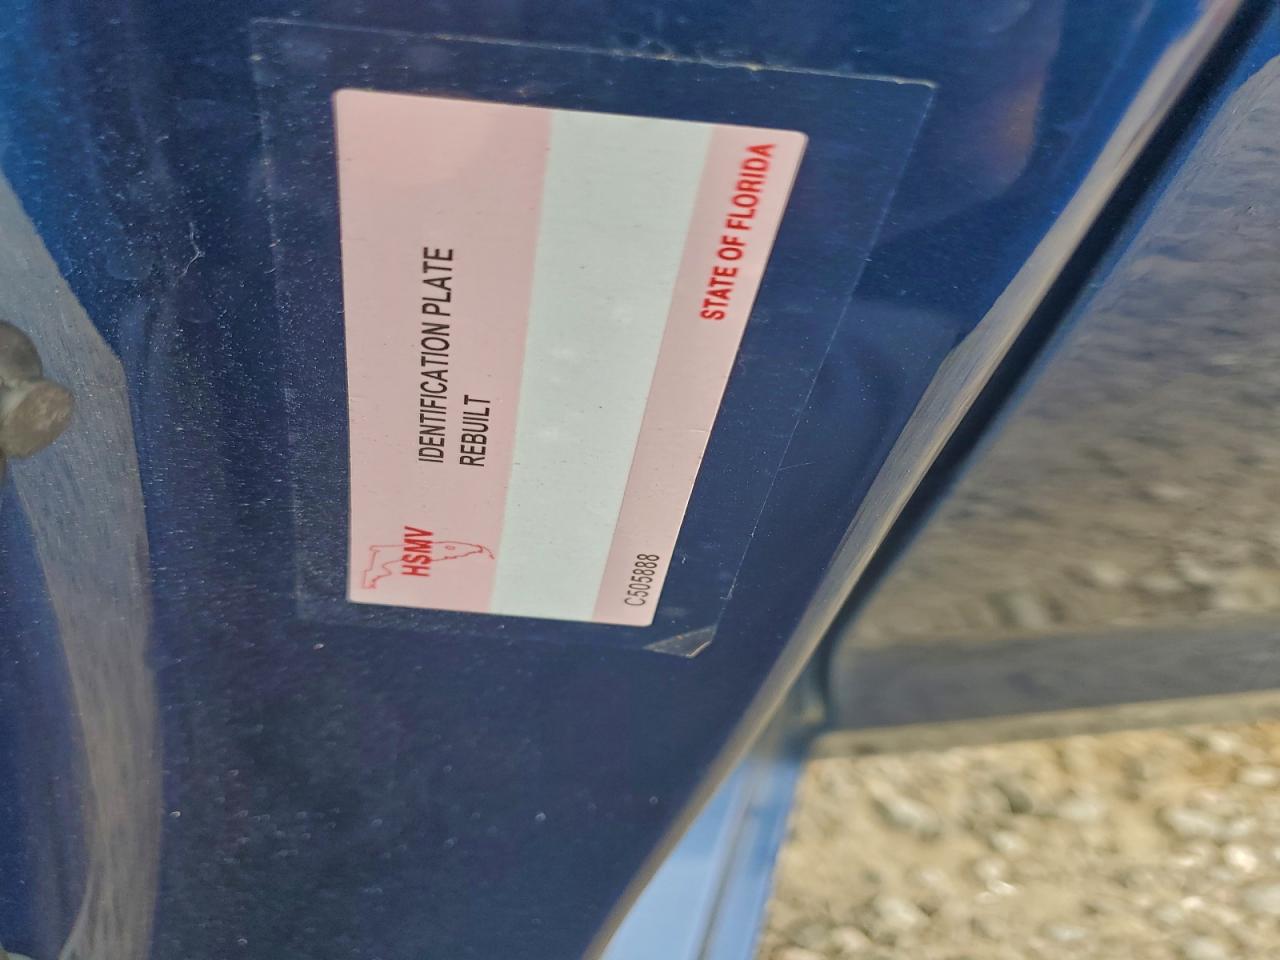 HSMV
IDENTIFICATION PLATE
REBUILT
C505888
STATE OF FLORIDA